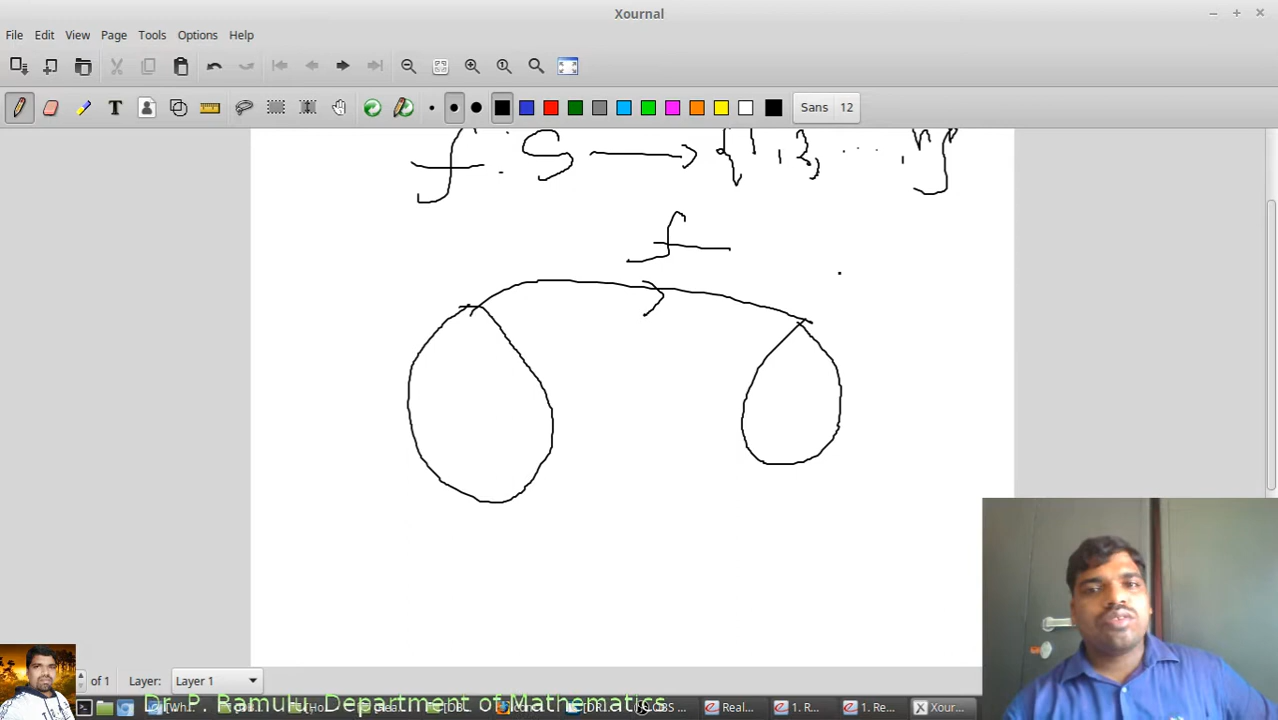 Xournal
File Edit View Page Tools Options Help
Sans 12
f : S → {1, 2, ..., n}
f
of 1 Layer: Layer 1
Dr. P. Ramulu, Department of Mathematics